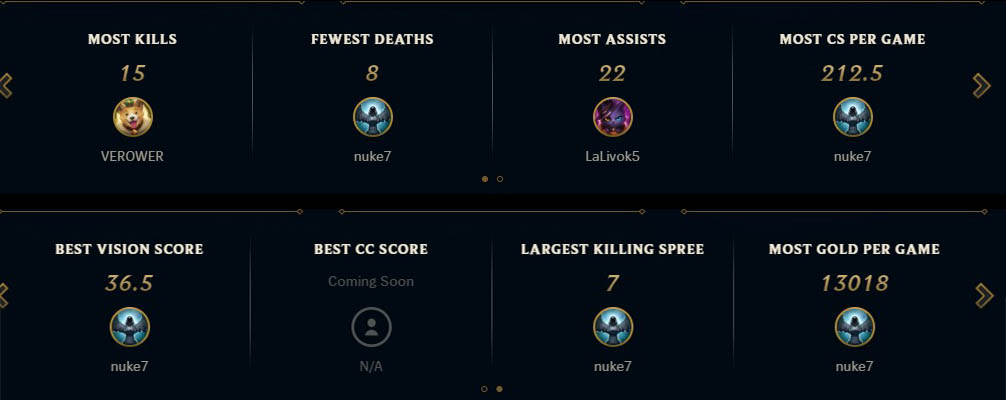 MOST KILLS
FEWEST DEATHS
MOST ASSISTS
MOST CS PER GAME
15
8
22
212.5
VEROWER
nuke7
LaLivok5
nuke7
BEST VISION SCORE
BEST CC SCORE
LARGEST KILLING SPREE
MOST GOLD PER GAME
36.5
Coming Soon
7
13018
nuke7
N/A
nuke7
nuke7